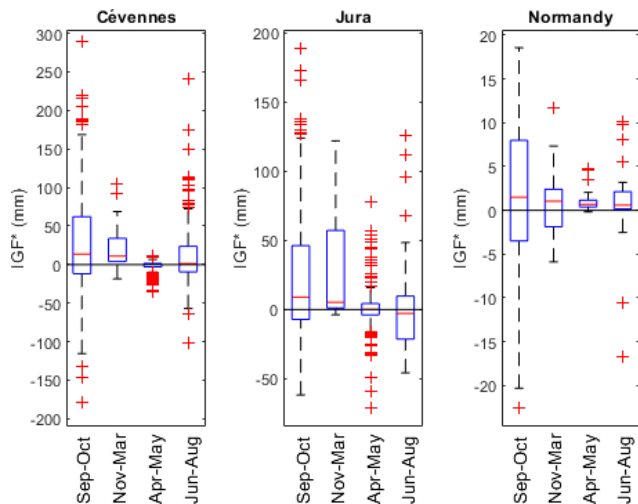 Cévennes
Jura
Normandy
IGF* (mm)
300
250
200
150
100
50
0
-50
-100
-150
-200
Sep-Oct
Nov-Mar
Apr-May
Jun-Aug
IGF* (mm)
200
150
100
50
0
-50
Sep-Oct
Nov-Mar
Apr-May
Jun-Aug
IGF* (mm)
20
15
10
5
0
-5
-10
-15
-20
Sep-Oct
Nov-Mar
Apr-May
Jun-Aug